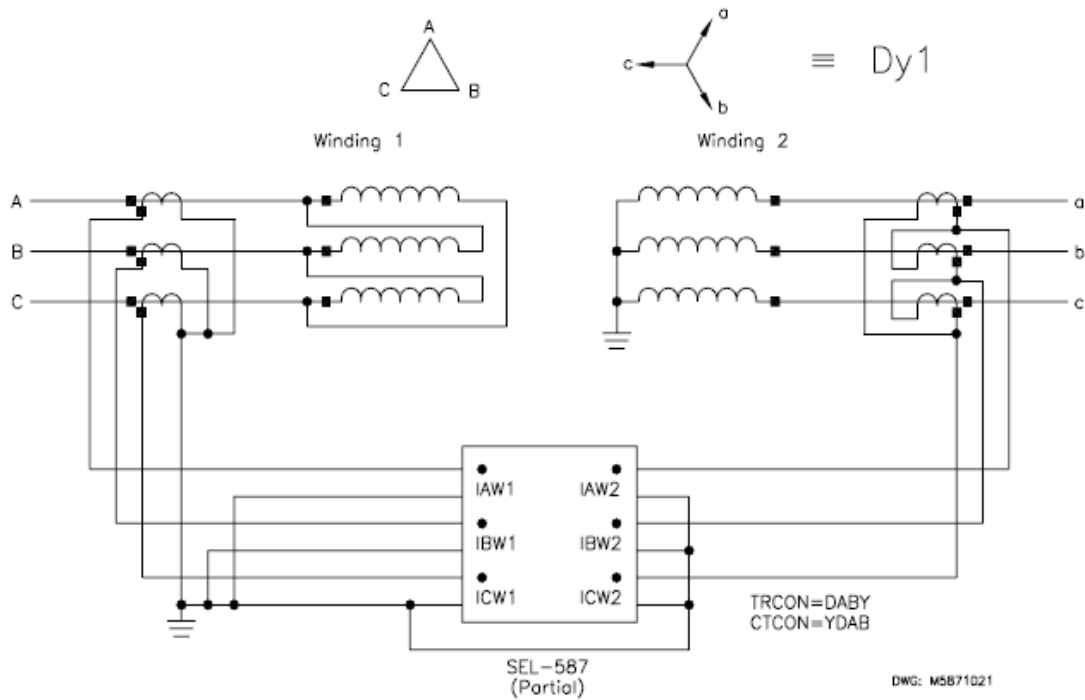 A
C
B
a
c
b
≡ Dy1
Winding 1
Winding 2
A
a
B
b
C
c
IAW1
IAW2
IBW1
IBW2
ICW1
ICW2
TRCON=DABY
CTCON=YDAB
SEL-587
(Partial)
DWG: M5871021